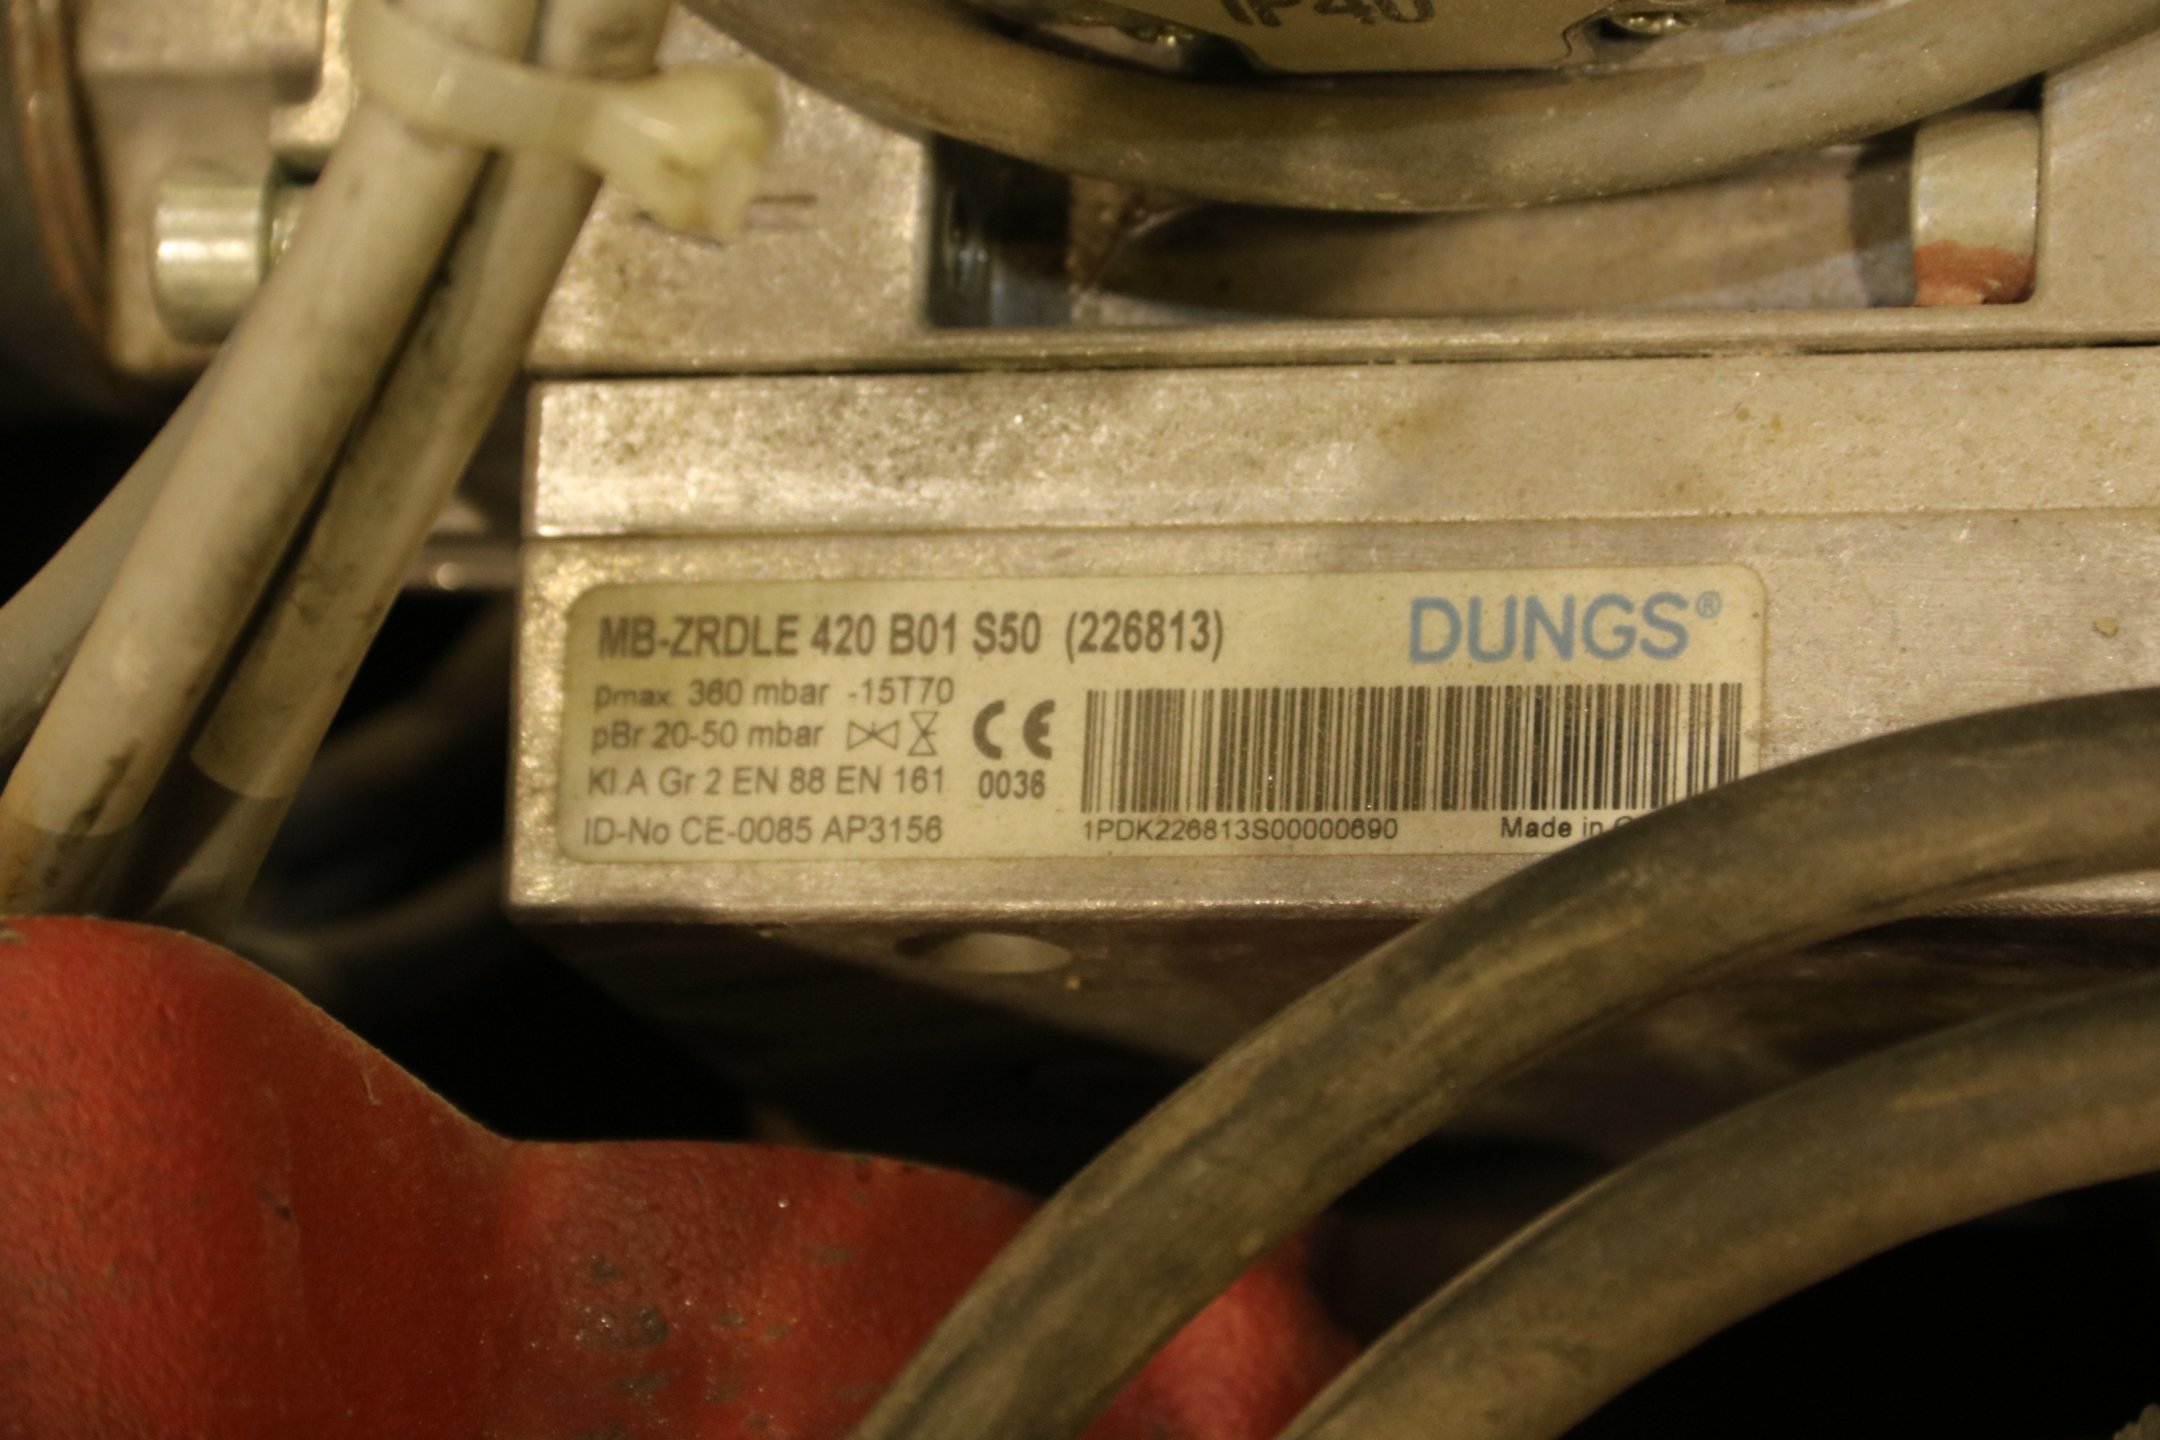 IP40
MB-ZRDLE 420 B01 S50 (226813)
DUNGS®
pmax 360 mbar -15T70
pBr 20-50 mbar
CE
Kl.A Gr 2 EN 88 EN 161
0036
ID-No CE-0085 AP3156
1PDK226813S00000690
Made in